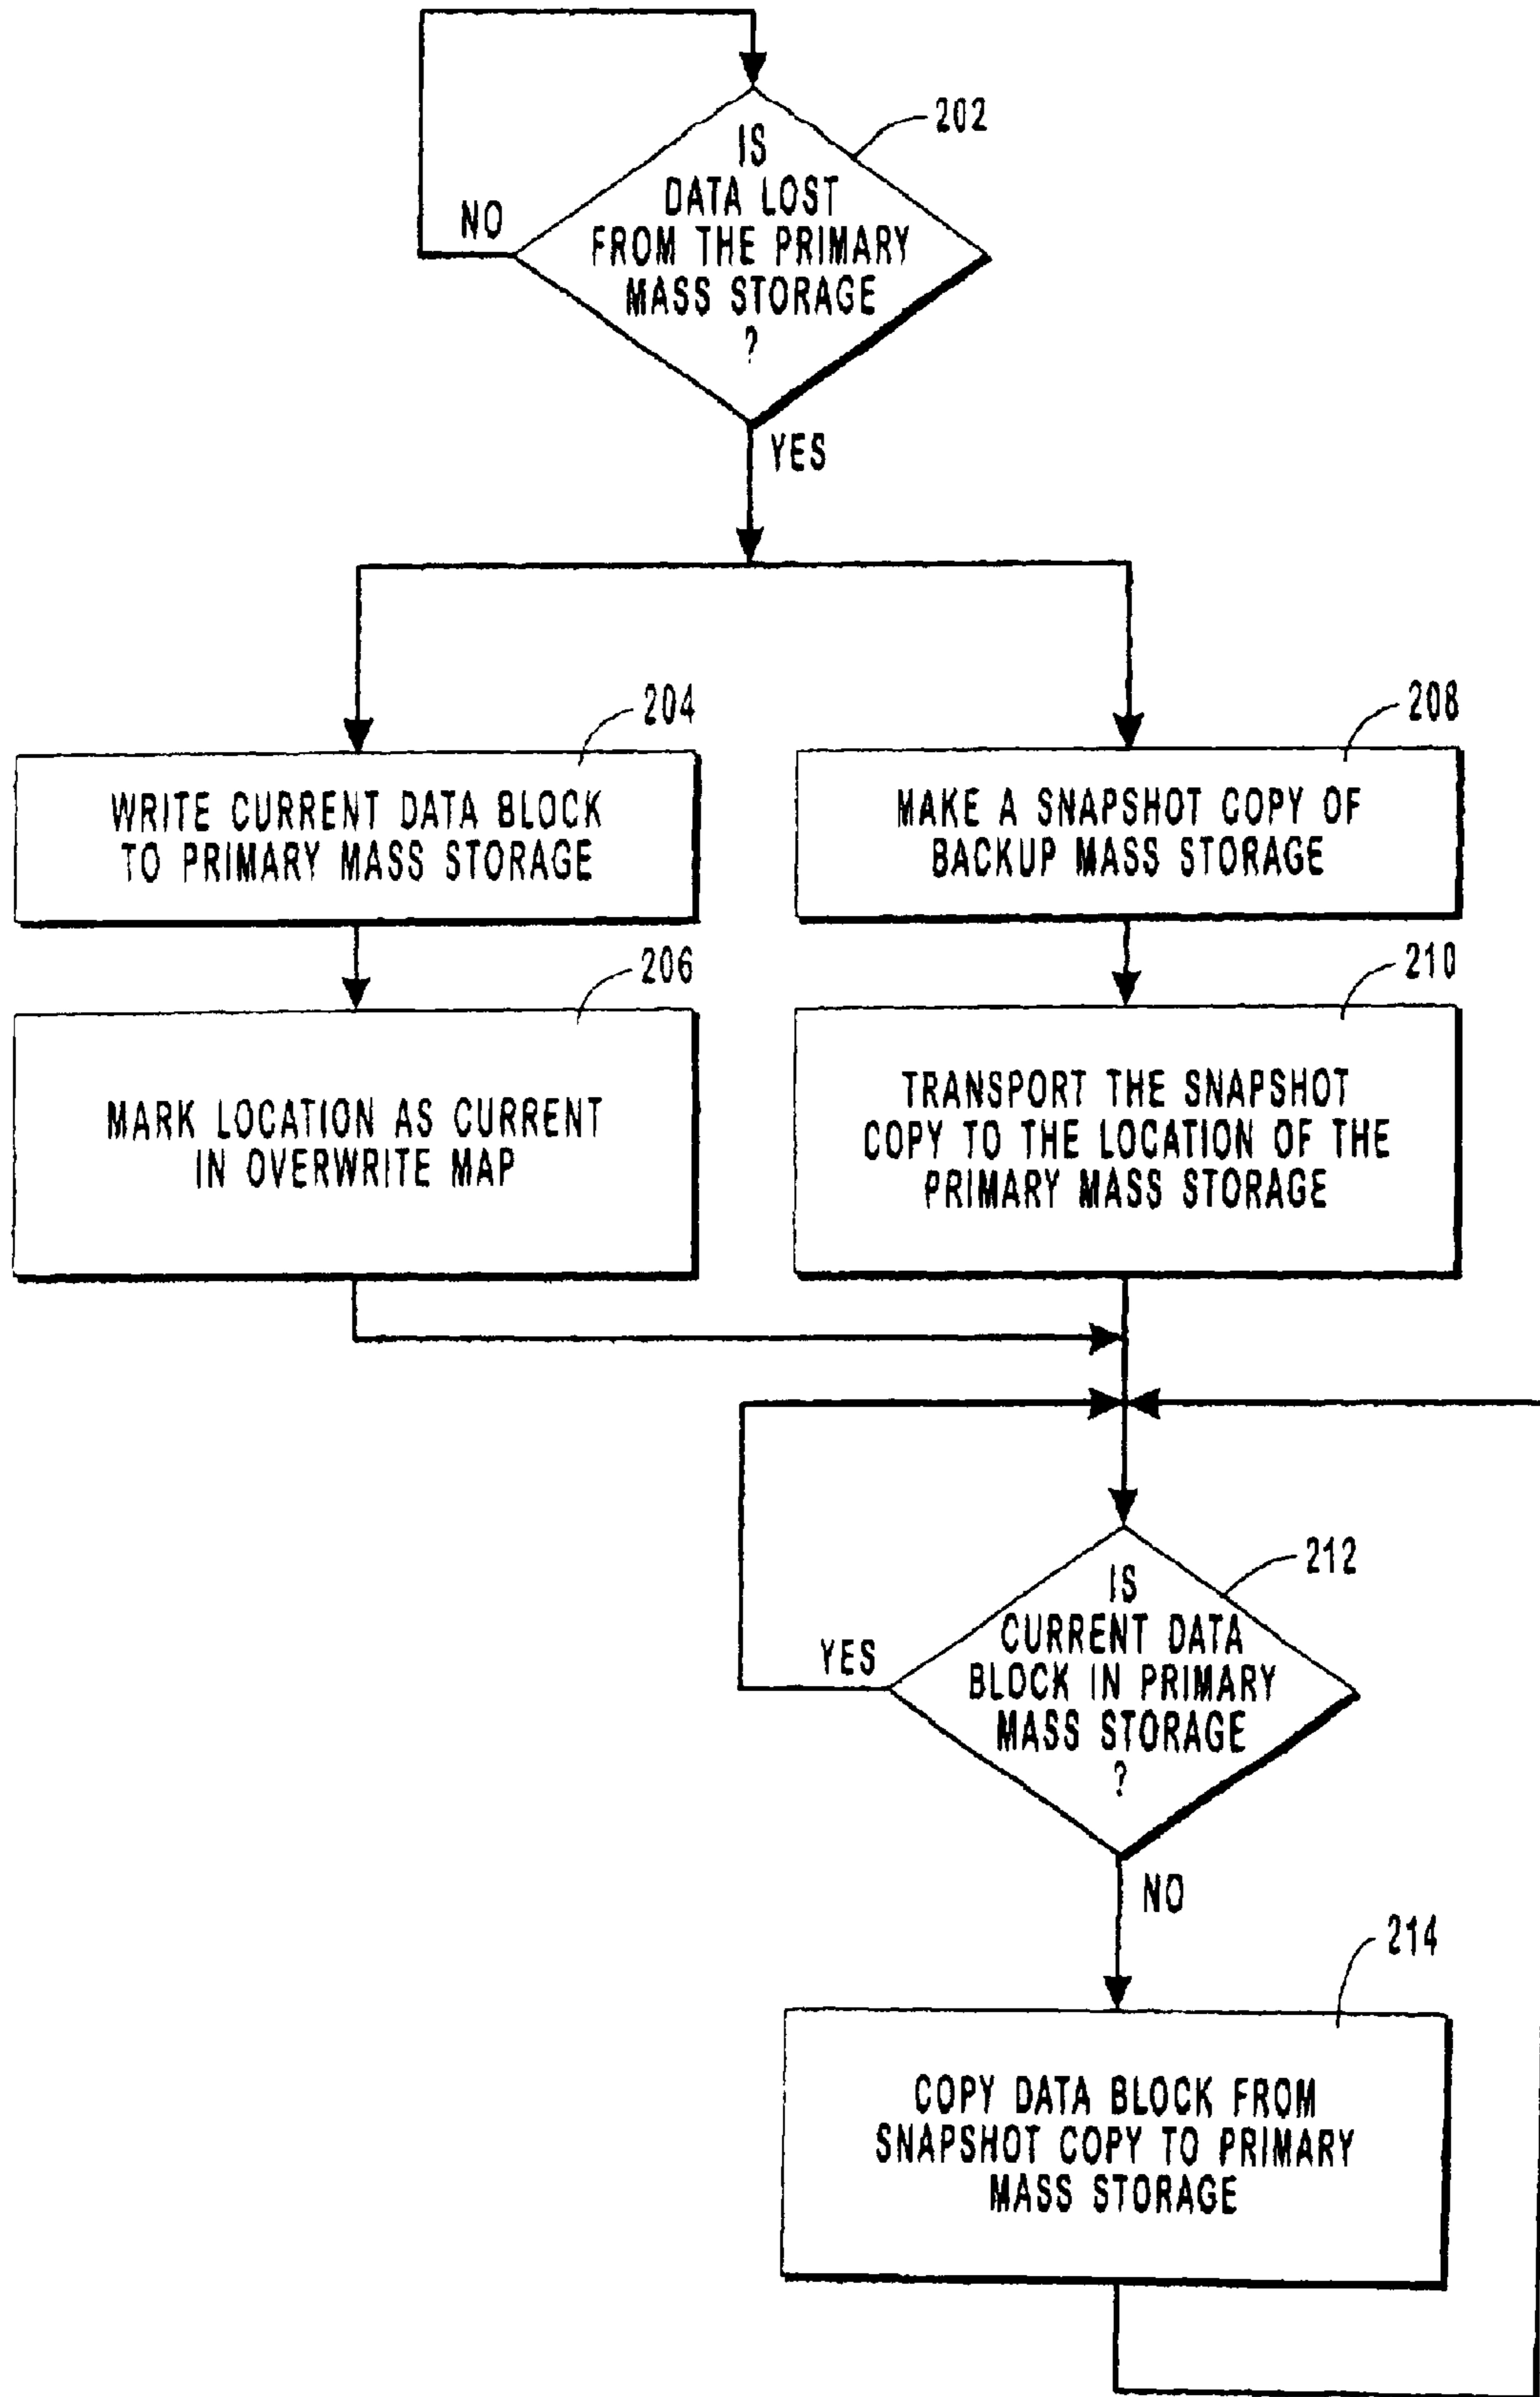 202
IS
DATA LOST
FROM THE PRIMARY
MASS STORAGE
?
NO
YES
204
WRITE CURRENT DATA BLOCK
TO PRIMARY MASS STORAGE
208
MAKE A SNAPSHOT COPY OF
BACKUP MASS STORAGE
206
MARK LOCATION AS CURRENT
IN OVERWRITE MAP
210
TRANSPORT THE SNAPSHOT
COPY TO THE LOCATION OF THE
PRIMARY MASS STORAGE
212
IS
CURRENT DATA
BLOCK IN PRIMARY
MASS STORAGE
?
YES
NO
214
COPY DATA BLOCK FROM
SNAPSHOT COPY TO PRIMARY
MASS STORAGE